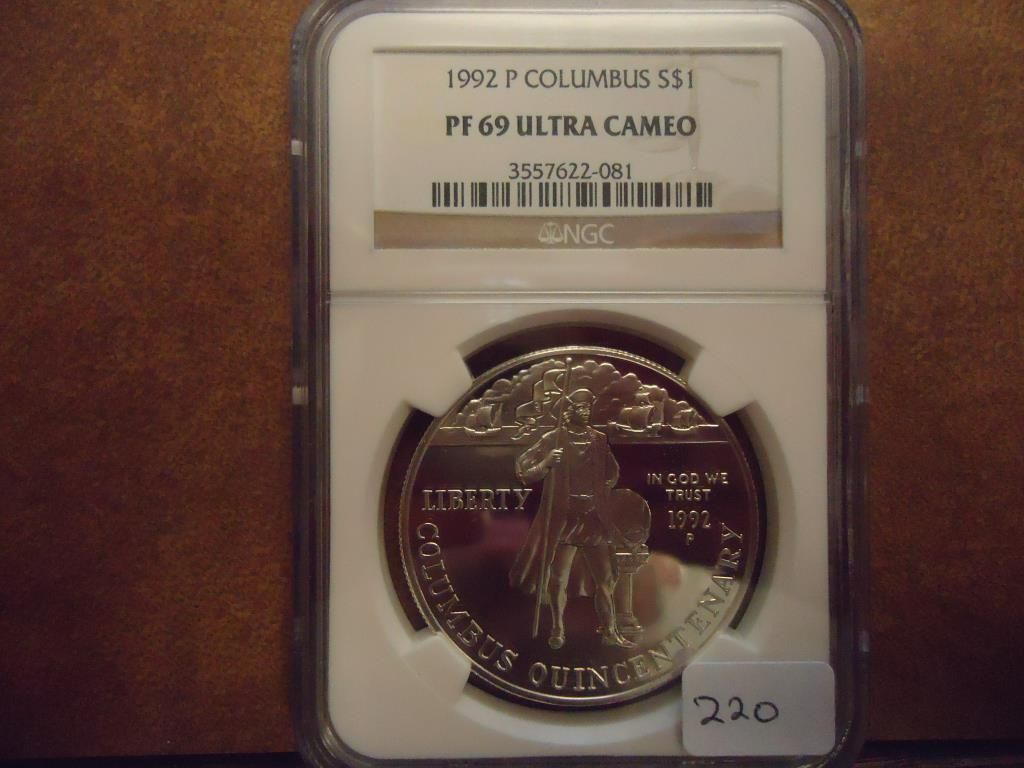 1992 P COLUMBUS S$1
PF 69 ULTRA CAMEO
3557622-081
NGC
LIBERTY
IN GOD WE
TRUST
1992
P
COLUMBUS QUINCENTENARY
220